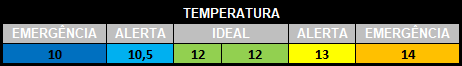 TEMPERATURA
EMERGÊNCIA ALERTA IDEAL ALERTA EMERGÊNCIA
10 10,5 12 12 13 14